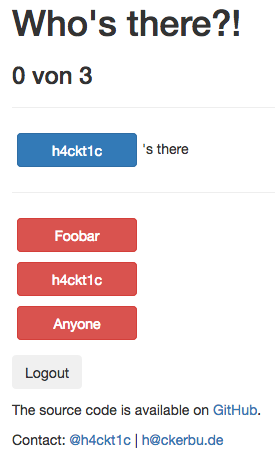 Who's there?!
0 von 3
h4ckt1c 's there
Foobar
h4ckt1c
Anyone
Logout
The source code is available on GitHub.
Contact: @h4ckt1c | h@ckerbu.de